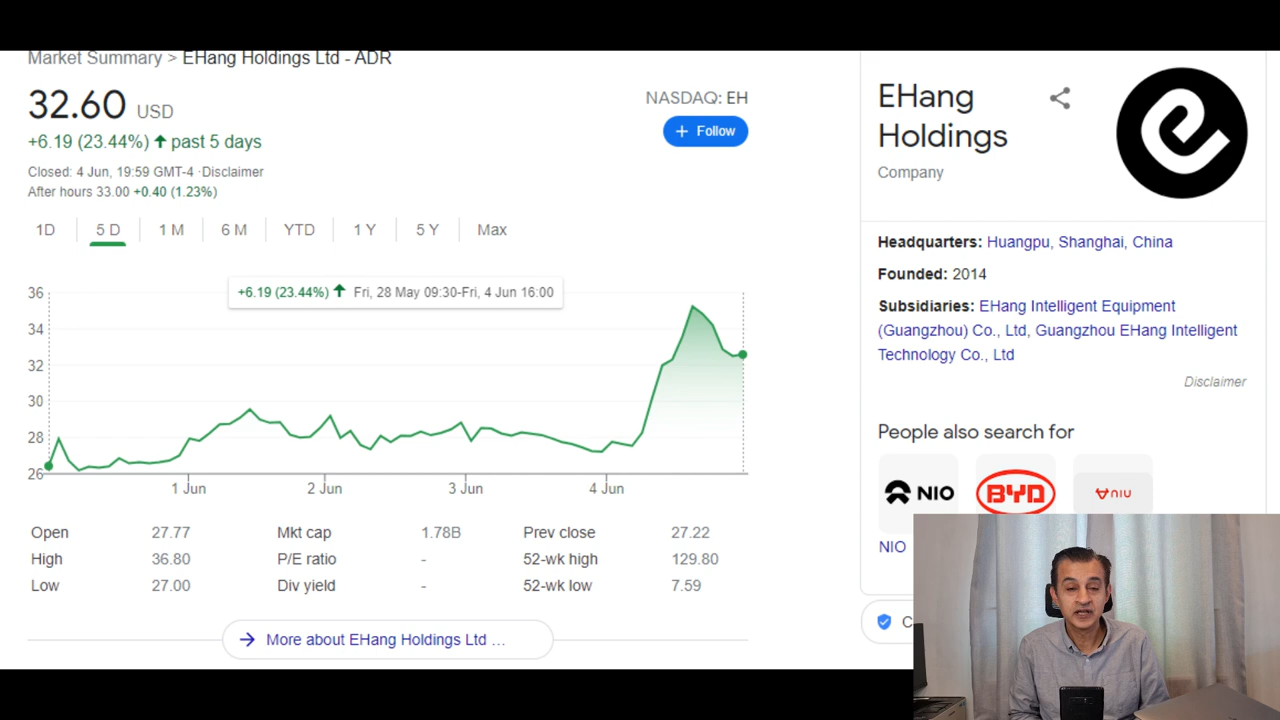 Market Summary > EHang Holdings Ltd - ADR
32.60 USD
+6.19 (23.44%) ↑ past 5 days
Closed: 4 Jun, 19:59 GMT-4 · Disclaimer
After hours 33.00 +0.40 (1.23%)
NASDAQ: EH
+ Follow
1D 5 D 1 M 6 M YTD 1 Y 5 Y Max
+6.19 (23.44%) ↑ Fri, 28 May 09:30-Fri, 4 Jun 16:00
36
34
32
30
28
26
1 Jun 2 Jun 3 Jun 4 Jun
Open 27.77 Mkt cap 1.78B Prev close 27.22
High 36.80 P/E ratio - 52-wk high 129.80
Low 27.00 Div yield - 52-wk low 7.59
→ More about EHang Holdings Ltd ...
EHang
Holdings
Company
Headquarters: Huangpu, Shanghai, China
Founded: 2014
Subsidiaries: EHang Intelligent Equipment
(Guangzhou) Co., Ltd, Guangzhou EHang Intelligent
Technology Co., Ltd
Disclaimer
People also search for
NIO BYD NIU
NIO
C